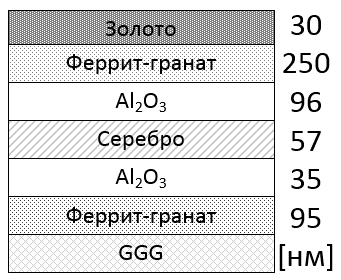 Золото 30
Феррит-гранат 250
Al₂O₃ 96
Серебро 57
Al₂O₃ 35
Феррит-гранат 95
GGG [нм]